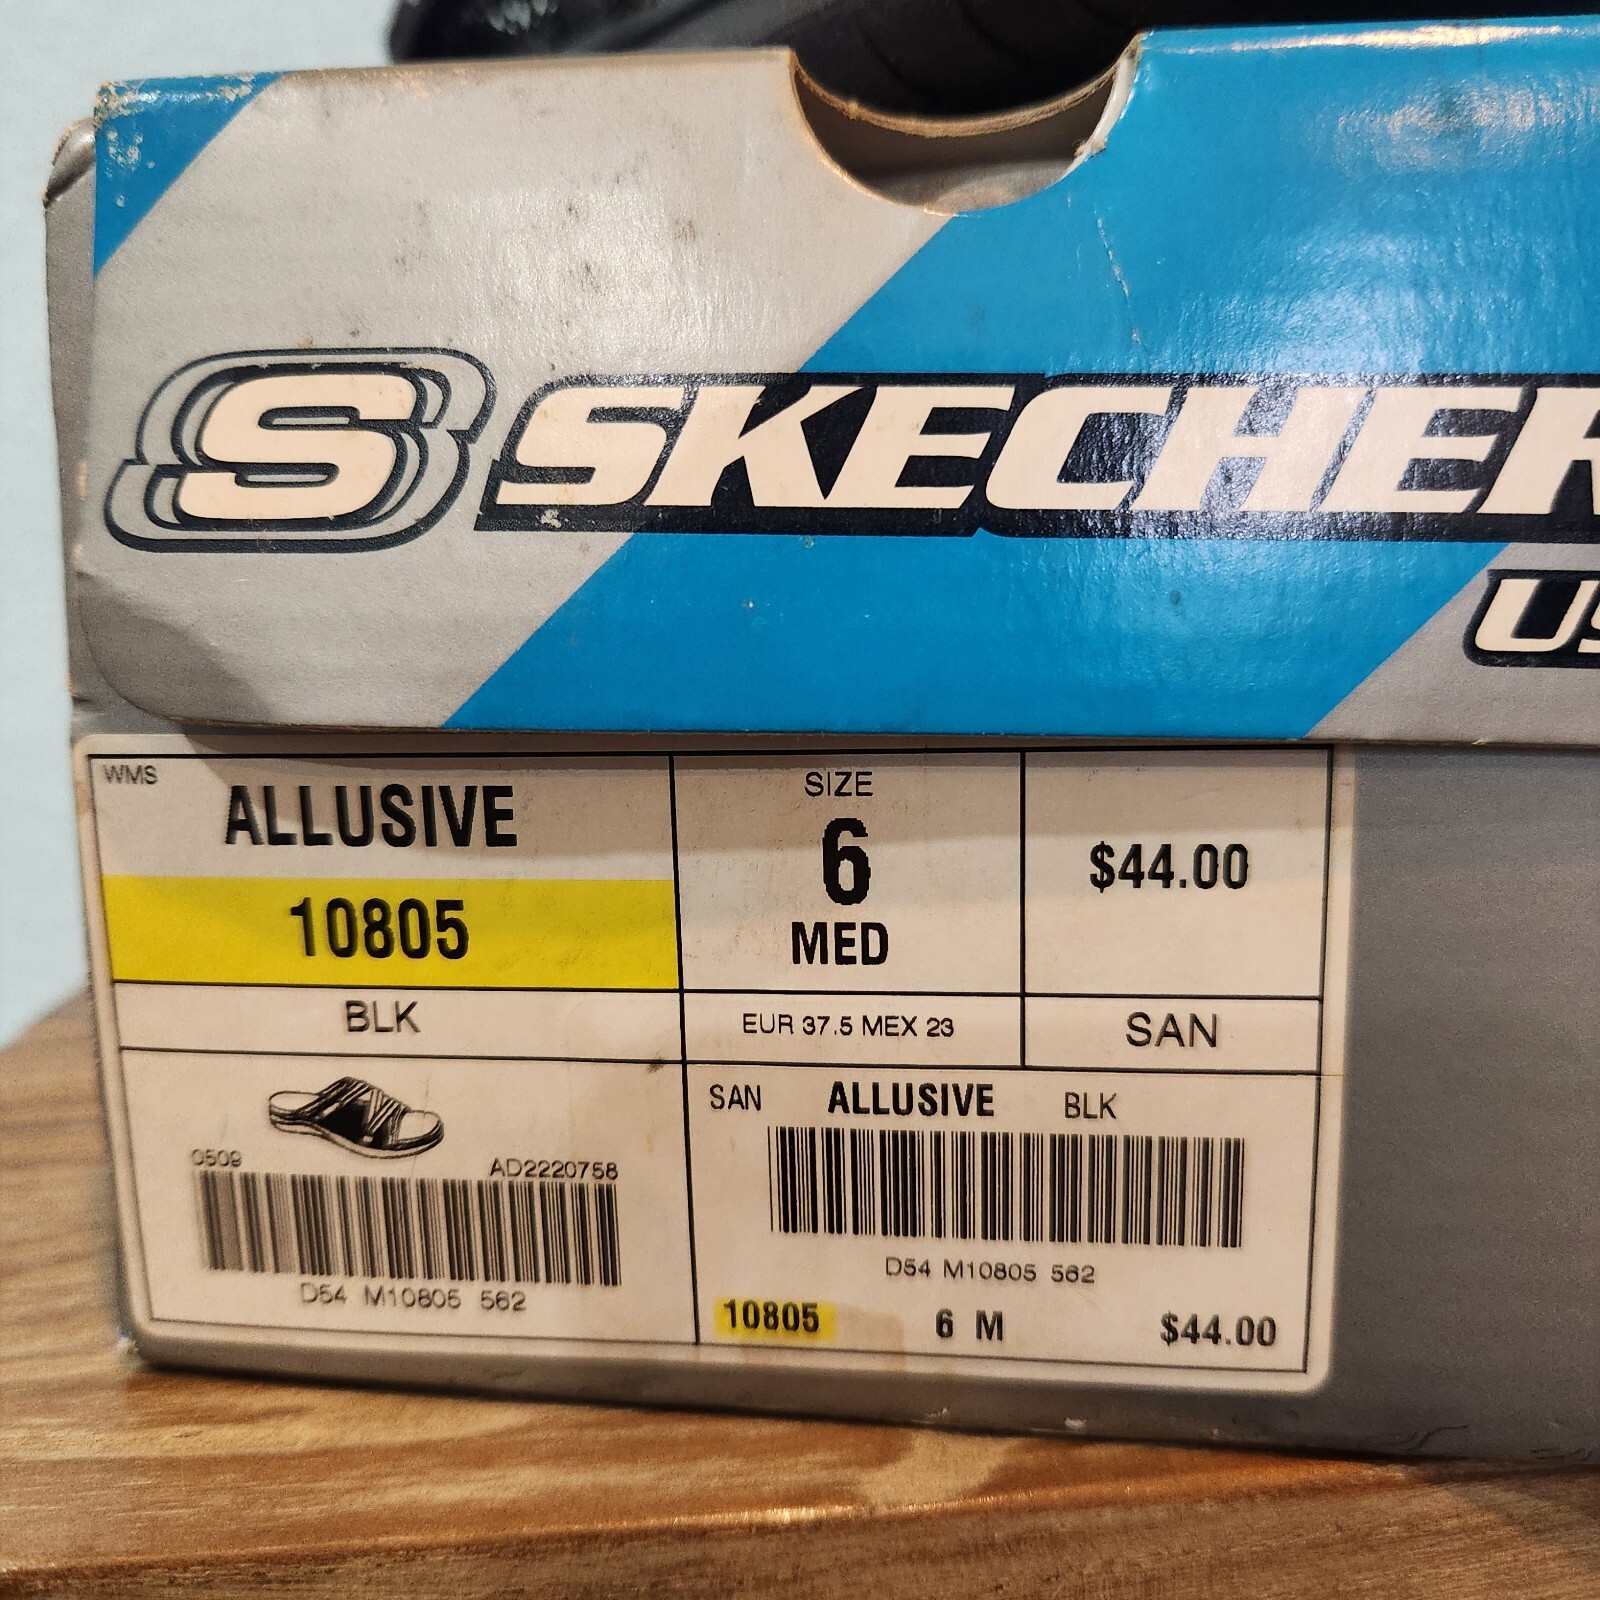 S SKECHER
US
WMS
ALLUSIVE
10805
BLK
SIZE
6
MED
$44.00
EUR 37.5 MEX 23
SAN
0509
AD2220758
D54 M10805 562
SAN ALLUSIVE BLK
D54 M10805 562
10805 6 M $44.00